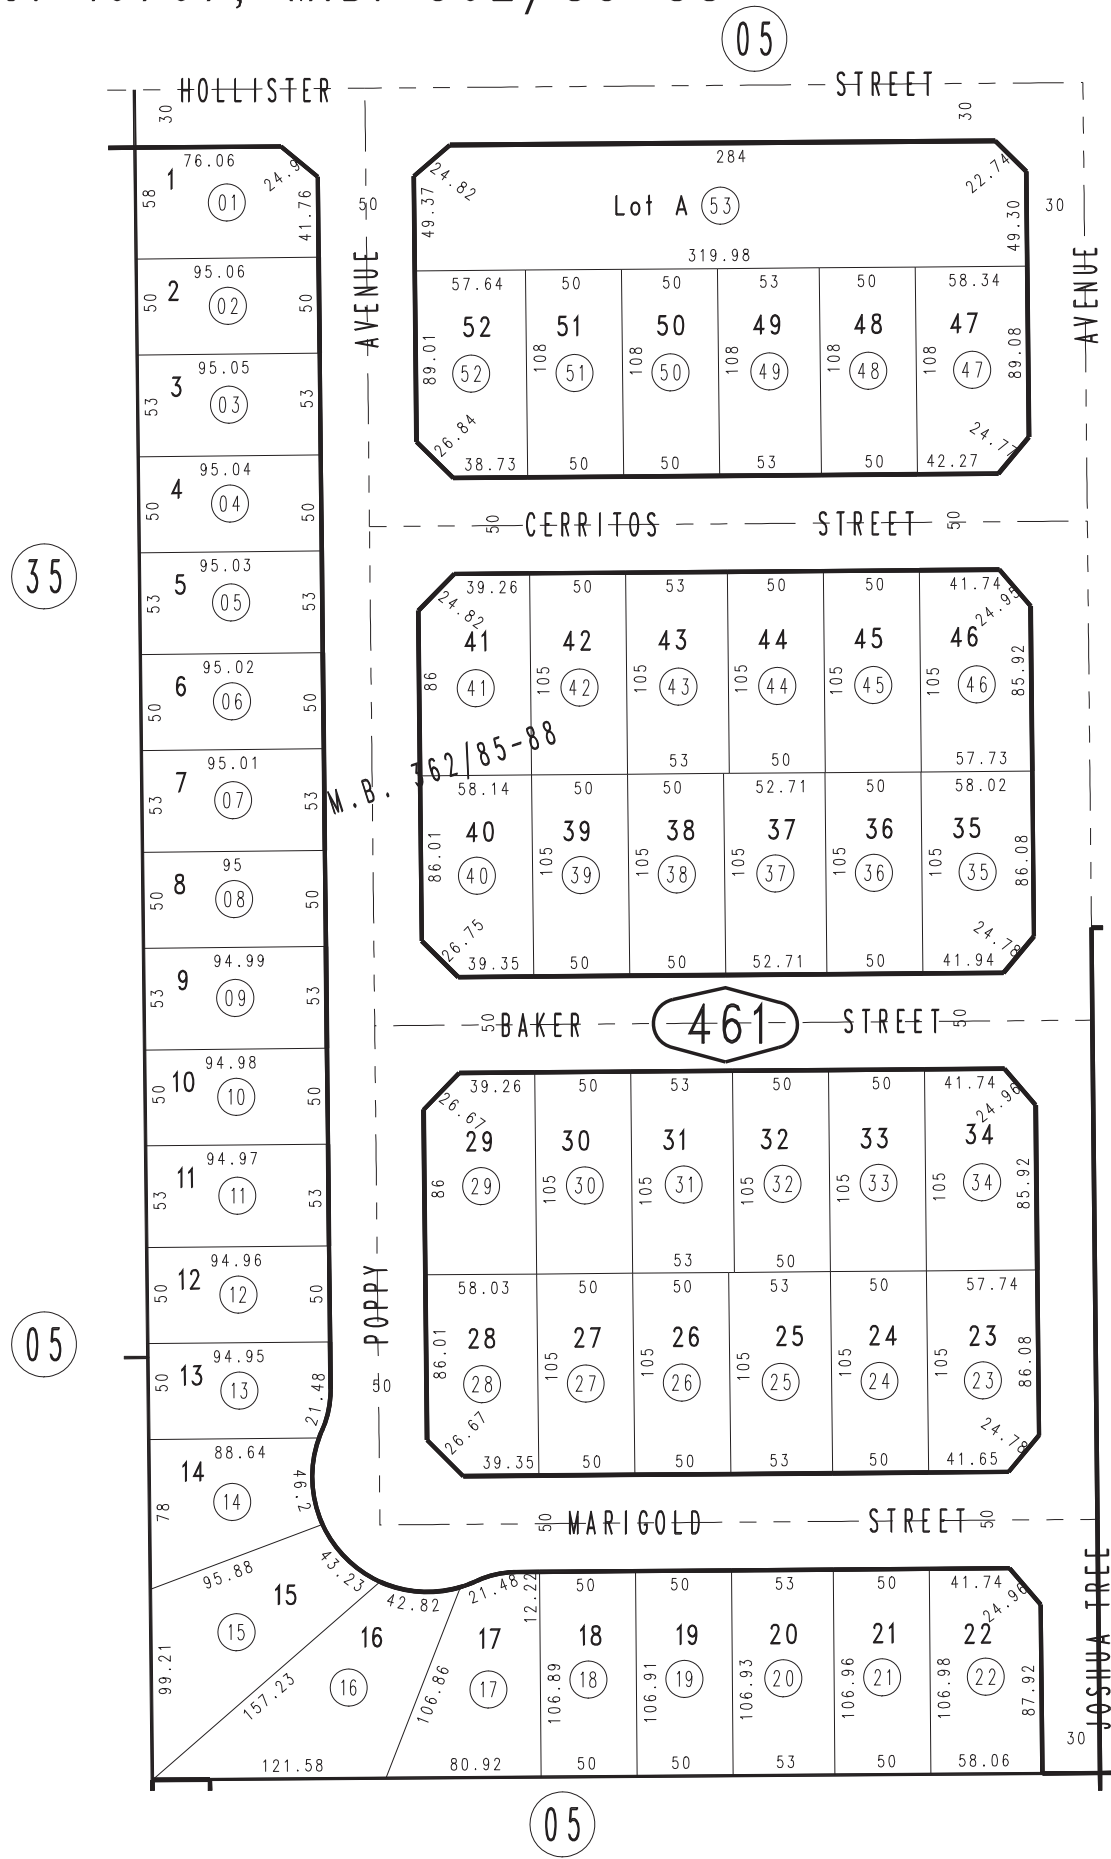 05
HOLLISTER STREET
30 30
76.06 24.9 284
1 01 58 41.76
50
24.82 22.74
49.37 Lot A 53 49.30
30
319.98
AVENUE
AVENUE
95.06
2 02 50 50
57.64 50 50 53 50 58.34
52 51 50 49 48 47
89.01 108 108 108 108 108 89.08
52 51 50 49 48 47
95.05
3 03 53 53
26.84 24.77
38.73 50 50 53 50 42.27
95.04
4 04 50 50
50 CERRITOS STREET 50
35
95.03
5 05 53 53
39.26 50 53 50 50 41.74
24.82 24.95
41 42 43 44 45 46
86 105 105 105 105 105 85.92
41 42 43 44 45 46
95.02
6 06 50 50
53 50 57.73
95.01
7 07 53 53
M.B. 362/85-88
58.14 50 50 52.71 50 58.02
40 39 38 37 36 35
86.01 105 105 105 105 105 86.08
40 39 38 37 36 35
95
8 08 50 50
26.75 24.78
39.35 50 50 52.71 50 41.94
94.99
9 09 53 53
50 BAKER 461 STREET 50
94.98
10 10 50 50
39.26 50 53 50 50 41.74
26.67 24.96
29 30 31 32 33 34
86 105 105 105 105 105 85.92
29 30 31 32 33 34
94.97
11 11 53 53
53 50
94.96
12 12 50 50
POPPY
58.03 50 50 53 50 57.74
28 27 26 25 24 23
86.01 105 105 105 105 105 86.08
28 27 26 25 24 23
05
94.95
13 13 50 21.48
50
26.67 24.78
39.35 50 50 53 50 41.65
88.64
14 14 78 46.2
50 MARIGOLD STREET 50
95.88 43.23
15 15 99.21
42.82 21.48 12.22 50 50 53 50 41.74
24.96
16 17 18 19 20 21 22
157.23 106.86 106.89 106.91 106.93 106.96 106.98 87.92
16 17 18 19 20 21 22
JOSHUA TREE
30
121.58 80.92 50 50 53 50 58.06
05